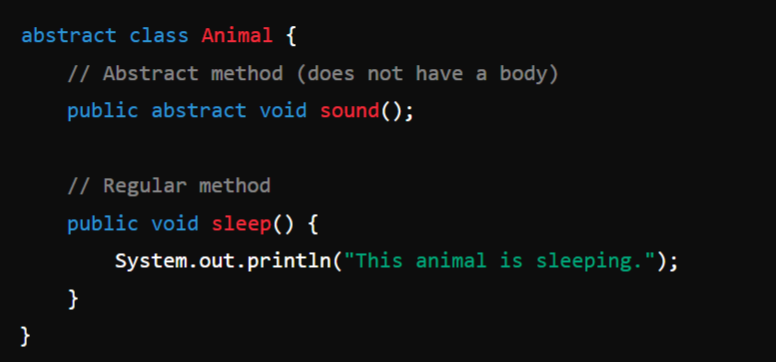 abstract class Animal {
// Abstract method (does not have a body)
public abstract void sound();
// Regular method
public void sleep() {
System.out.println("This animal is sleeping.");
}
}